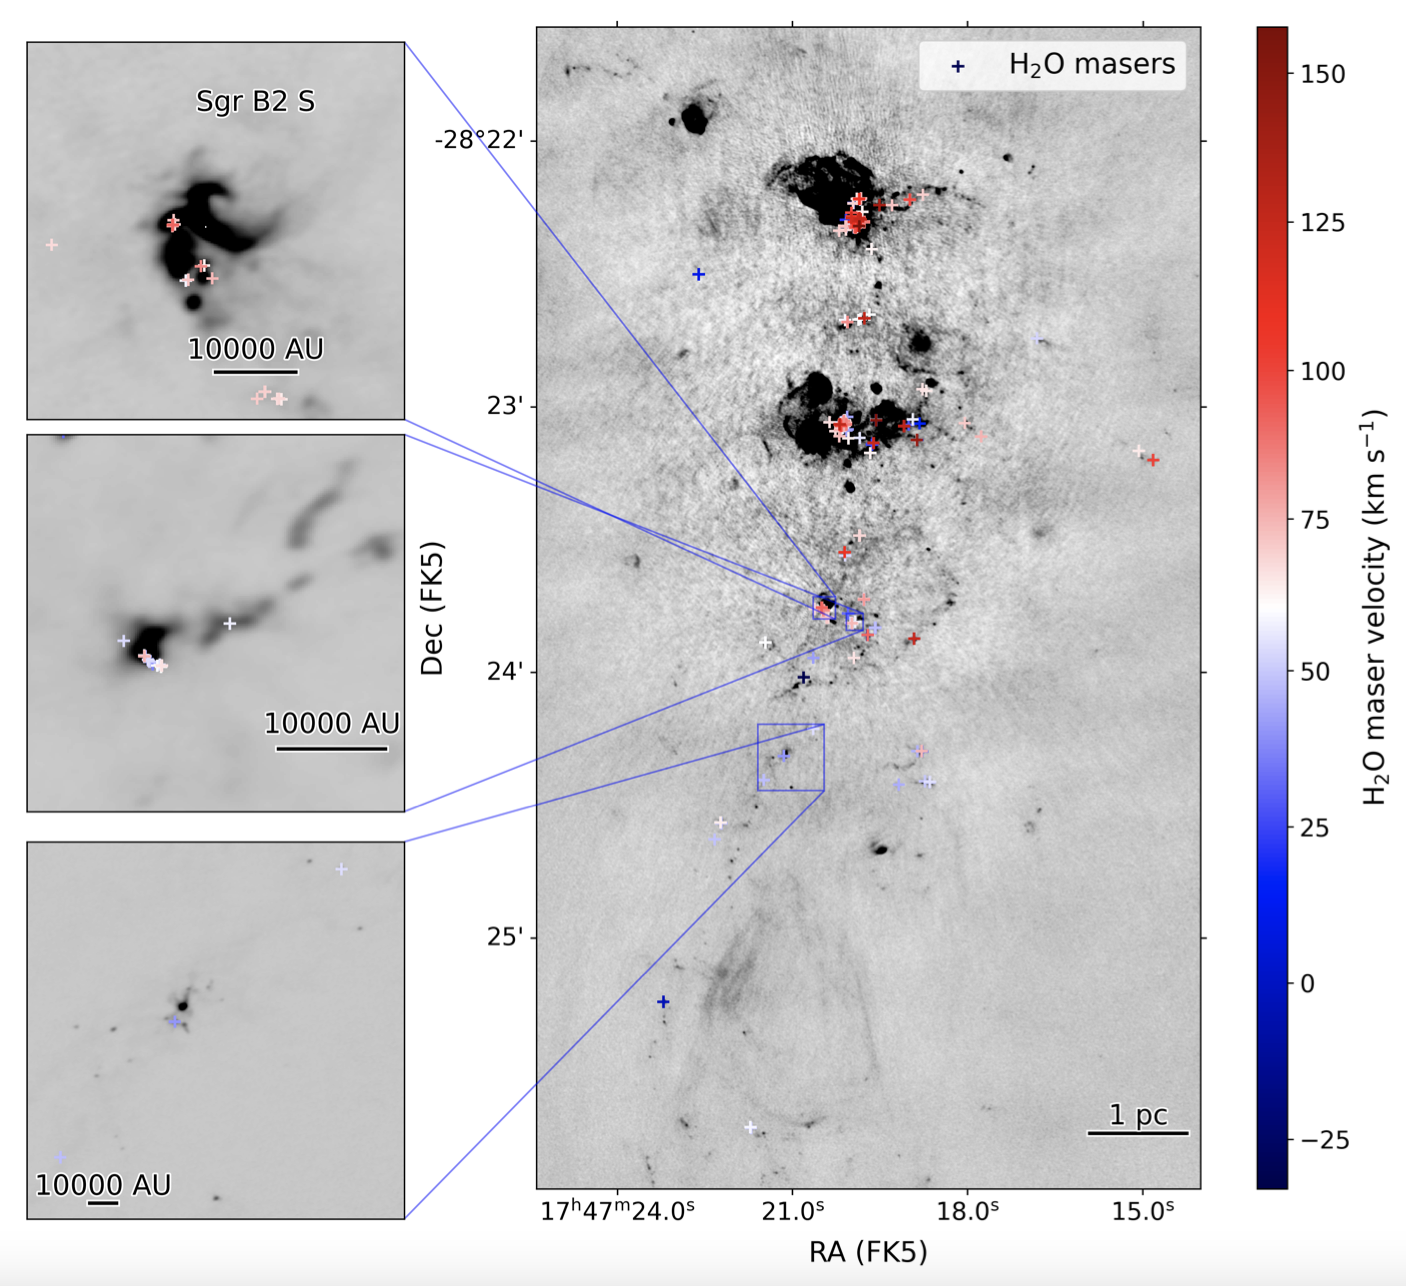 Sgr B2 S
10000 AU
10000 AU
10000 AU
H₂O masers
-28°22'
23'
24'
25'
Dec (FK5)
1 pc
17ʰ47ᵐ24.0ˢ
21.0ˢ
18.0ˢ
15.0ˢ
RA (FK5)
150
125
100
75
50
25
0
−25
H₂O maser velocity (km s⁻¹)